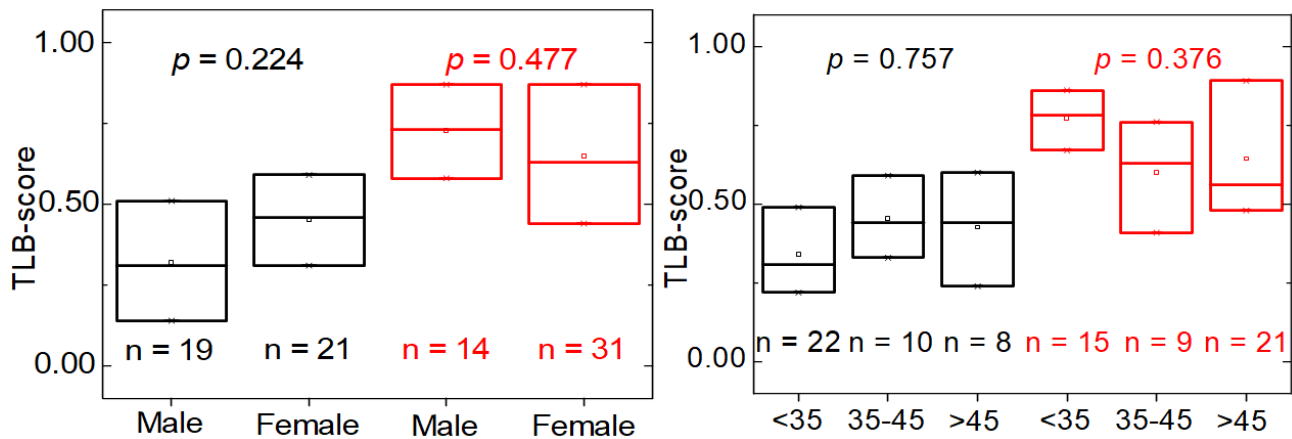 1.00
p = 0.224
p = 0.477
0.50
TLB-score
n = 19
n = 21
n = 14
n = 31
0.00
Male
Female
Male
Female
1.00
p = 0.757
p = 0.376
0.50
TLB-score
n = 22
n = 10
n = 8
n = 15
n = 9
n = 21
0.00
<35
35-45
>45
<35
35-45
>45